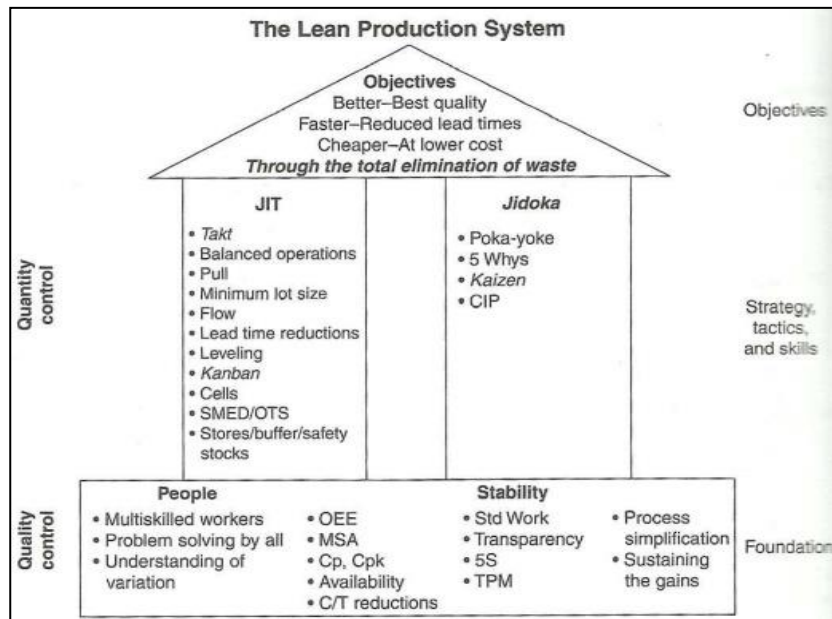 The Lean Production System
Objectives
Better–Best quality
Faster–Reduced lead times
Cheaper–At lower cost
Through the total elimination of waste
Objectives
JIT
• Takt
• Balanced operations
• Pull
• Minimum lot size
• Flow
• Lead time reductions
• Leveling
• Kanban
• Cells
• SMED/OTS
• Stores/buffer/safety
stocks
Jidoka
• Poka-yoke
• 5 Whys
• Kaizen
• CIP
Quantity
control
Strategy,
tactics,
and skills
People
• Multiskilled workers
• Problem solving by all
• Understanding of
variation
• OEE
• MSA
• Cp, Cpk
• Availability
• C/T reductions
Stability
• Std Work
• Transparency
• 5S
• TPM
• Process
simplification
• Sustaining
the gains
Quality
control
Foundation